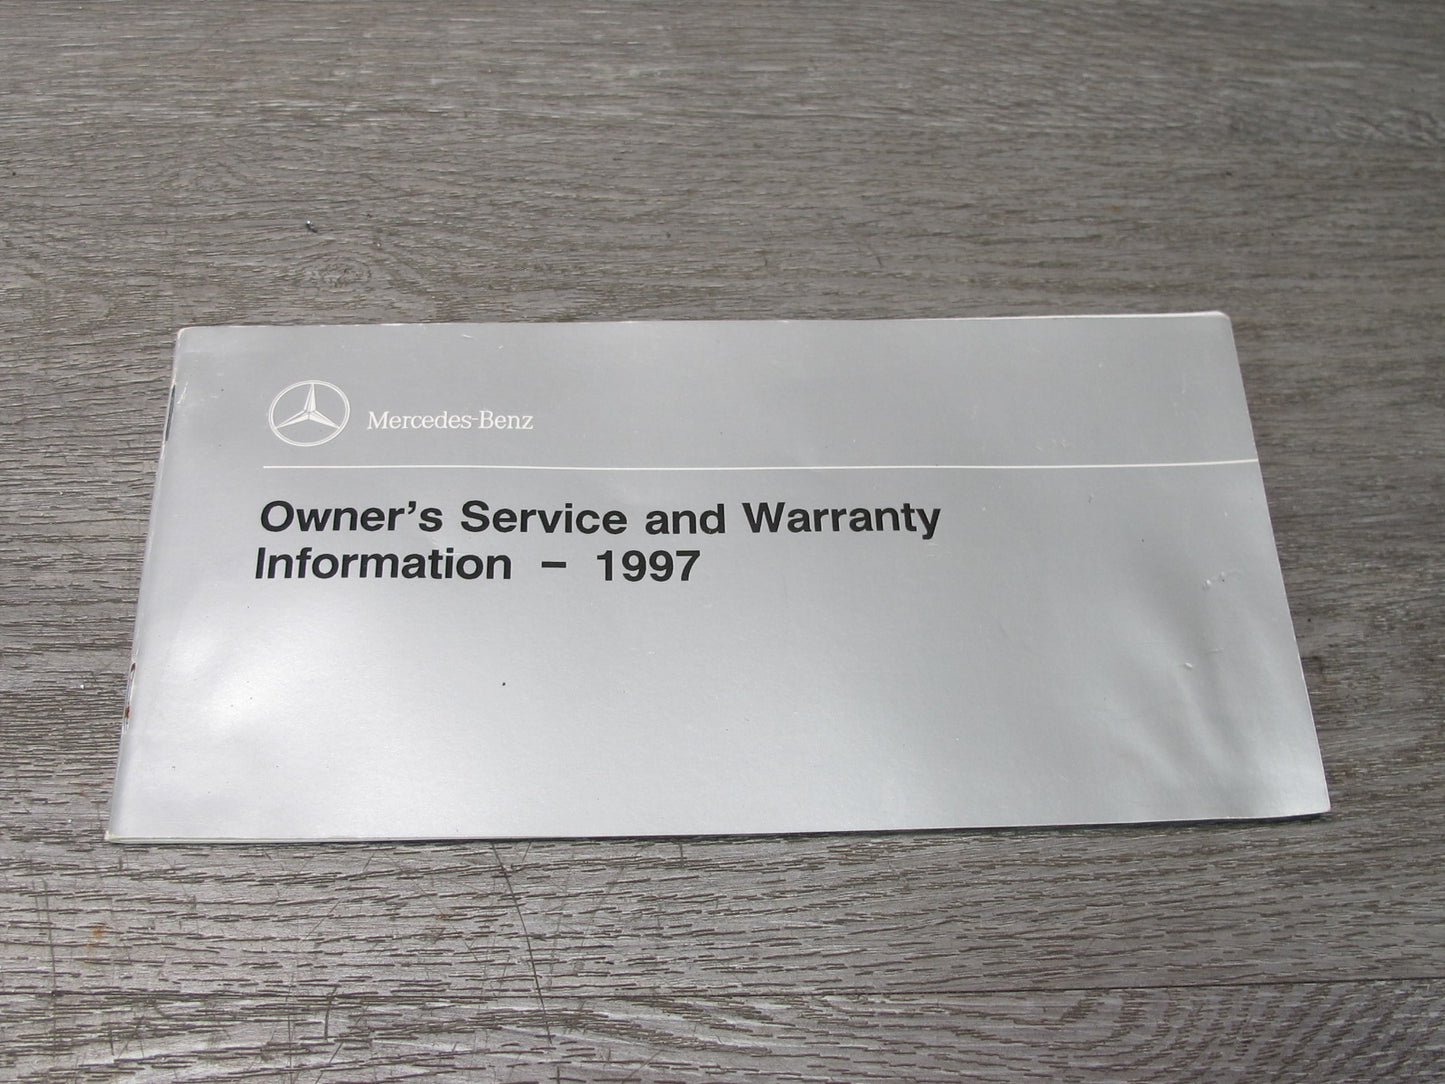 Mercedes-Benz
Owner's Service and Warranty
Information - 1997